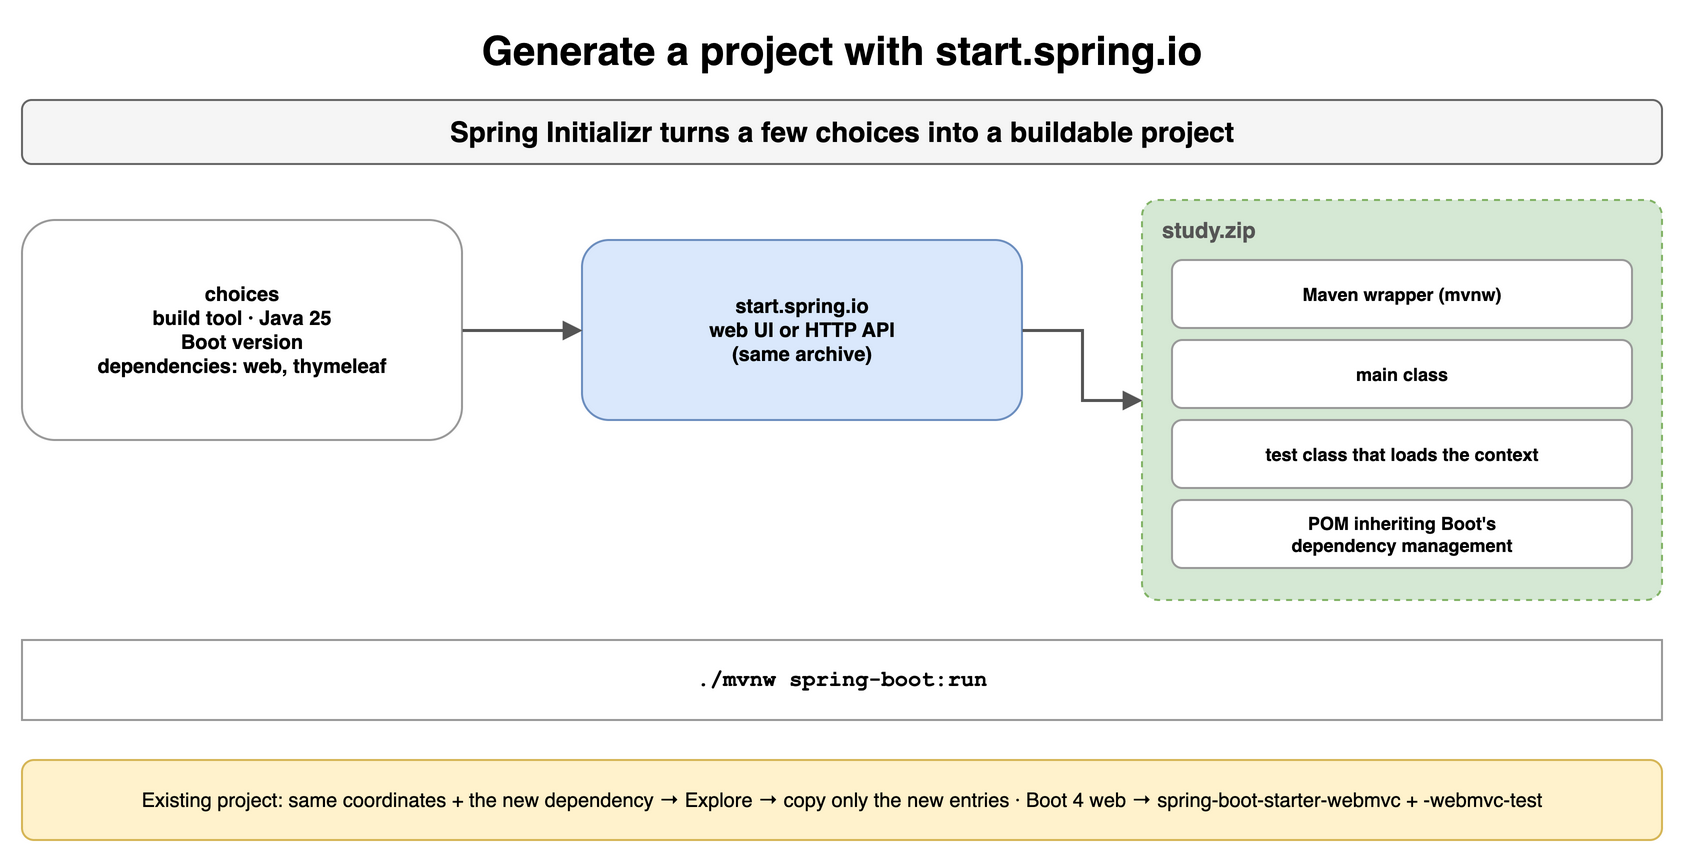 Generate a project with start.spring.io
Spring Initializr turns a few choices into a buildable project
choices
build tool · Java 25
Boot version
dependencies: web, thymeleaf
start.spring.io
web UI or HTTP API
(same archive)
study.zip
Maven wrapper (mvnw)
main class
test class that loads the context
POM inheriting Boot's
dependency management
./mvnw spring-boot:run
Existing project: same coordinates + the new dependency → Explore → copy only the new entries · Boot 4 web → spring-boot-starter-webmvc + -webmvc-test